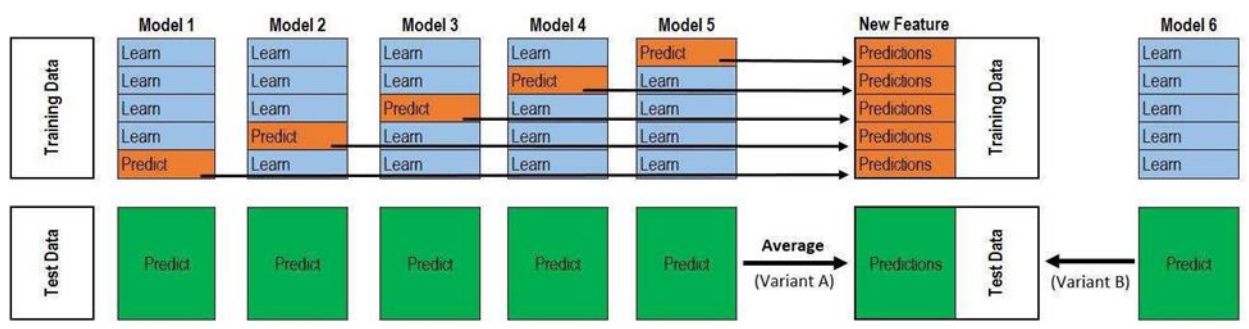 Model 1 Model 2 Model 3 Model 4 Model 5 New Feature Model 6
Training Data
Learn Learn Learn Learn Predict Predictions Learn
Learn Learn Learn Predict Learn Predictions Learn
Learn Learn Predict Learn Learn Predictions Learn
Learn Predict Learn Learn Learn Predictions Learn
Predict Learn Learn Learn Learn Predictions Learn
Training Data
Test Data
Predict Predict Predict Predict Predict
Average
(Variant A)
Predictions
Test Data
(Variant B)
Predict